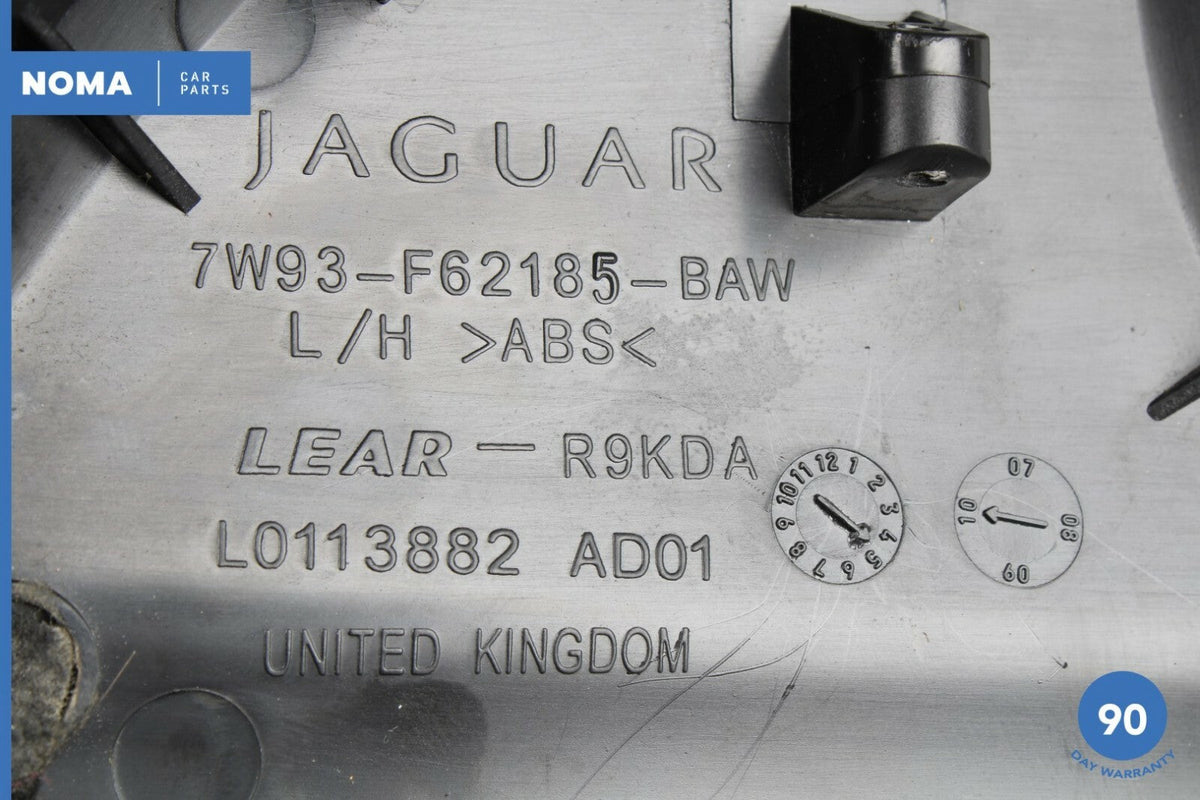 NOMA CAR PARTS
JAGUAR
7W93-F62185-BAW
L/H >ABS<
LEAR - R9KDA
L0113882 AD01
UNITED KINGDOM
12 1 2 3 4 5 6 7 8 9 10 11
07 08 09 10
90
DAY WARRANTY